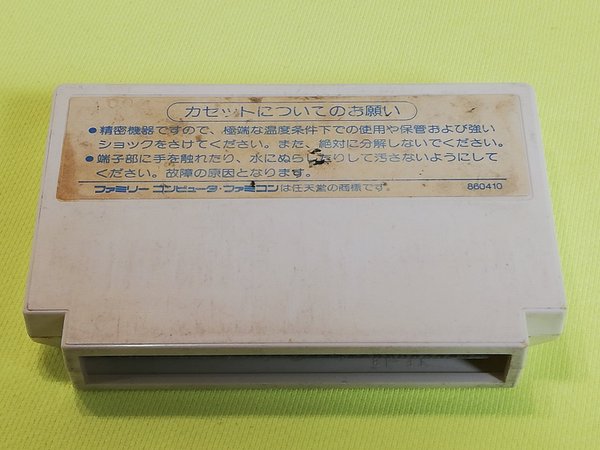 カセットについてのお願い
●精密機器ですので、極端な温度条件下での使用や保管および強い
ショックをさけてください。また、絶対に分解しないでください。
●端子部に手を触れたり、水にぬらしたりして汚さないようにして
ください。故障の原因となります。
ファミリーコンピュータ・ファミコンは任天堂の商標です。 860410